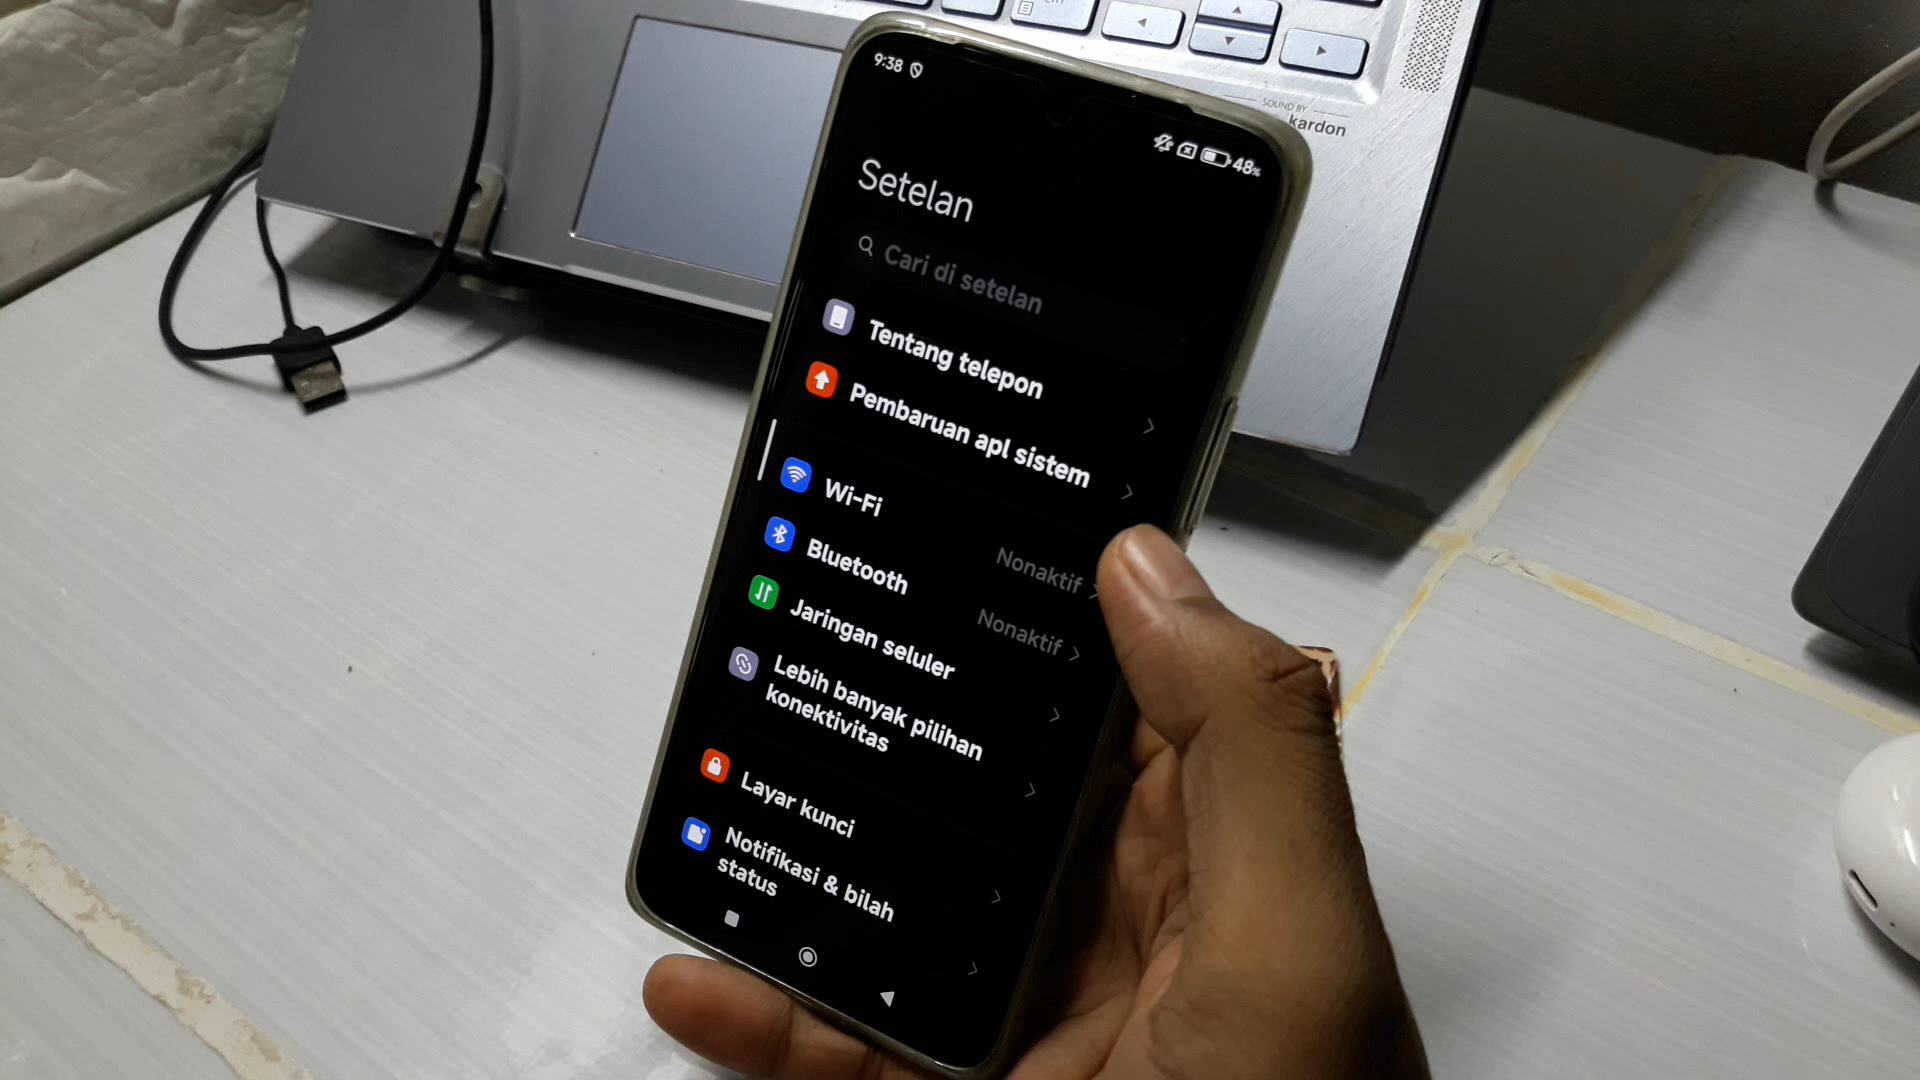 SOUND BY
kardon
9:38
48%
Setelan
Cari di setelan
Tentang telepon
Pembaruan apl sistem
Wi-Fi
Nonaktif
Bluetooth
Nonaktif
Jaringan seluler
Lebih banyak pilihan
konektivitas
Layar kunci
Notifikasi & bilah
status